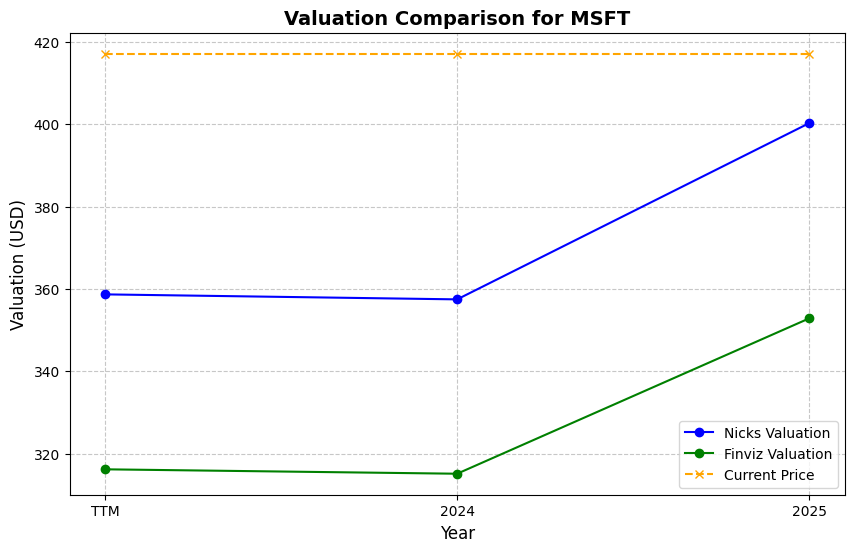 Valuation Comparison for MSFT
Valuation (USD)
420
400
380
360
340
320
TTM
2024
2025
Year
Nicks Valuation
Finviz Valuation
Current Price